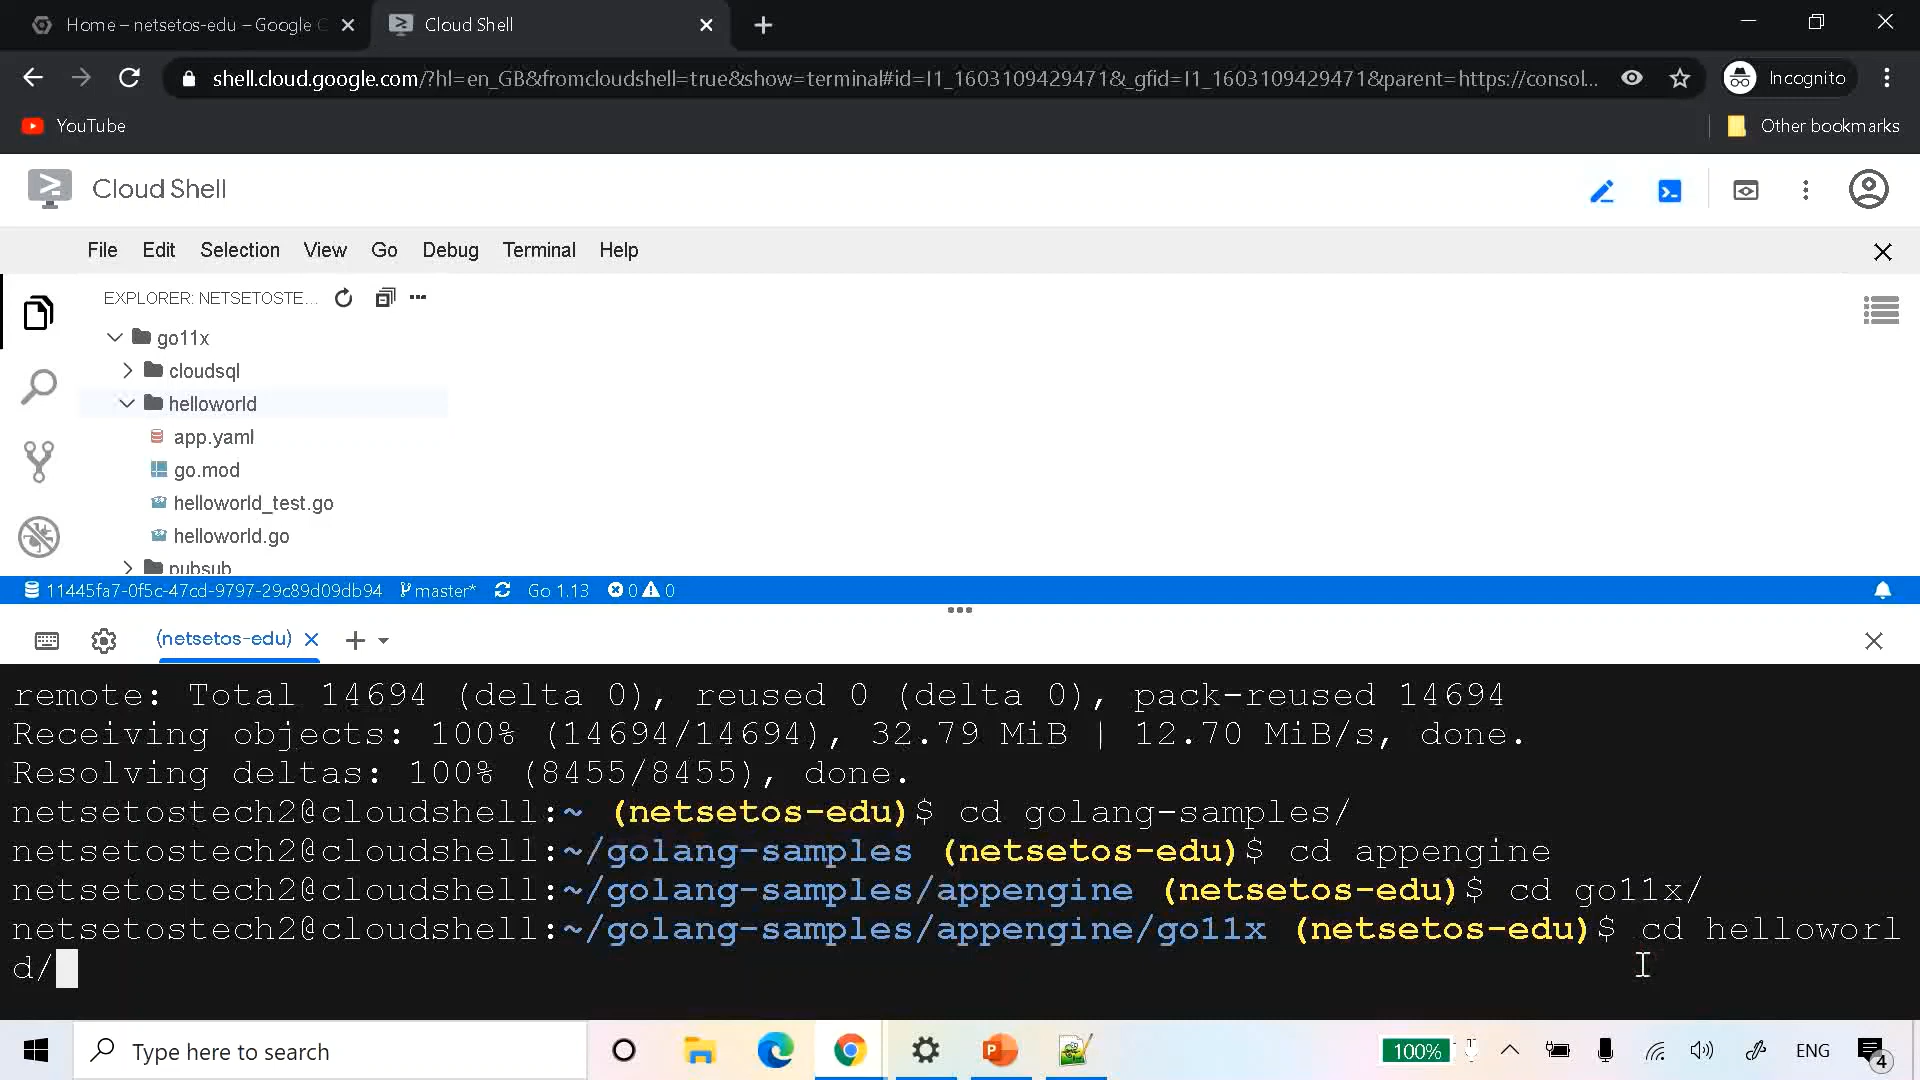 Home – netsetos-edu – Google C
Cloud Shell
shell.cloud.google.com/?hl=en_GB&fromcloudshell=true&show=terminal#id=I1_1603109429471&_gfid=I1_1603109429471&parent=https://consol...
Incognito
YouTube
Other bookmarks
Cloud Shell
File Edit Selection View Go Debug Terminal Help
EXPLORER: NETSETOSTE...
go11x
cloudsql
helloworld
app.yaml
go.mod
helloworld_test.go
helloworld.go
pubsub
11445fa7-0f5c-47cd-9797-29c89d09db94 master* Go 1.13 0 0
(netsetos-edu)
remote: Total 14694 (delta 0), reused 0 (delta 0), pack-reused 14694
Receiving objects: 100% (14694/14694), 32.79 MiB | 12.70 MiB/s, done.
Resolving deltas: 100% (8455/8455), done.
netsetostech2@cloudshell:~ (netsetos-edu)$ cd golang-samples/
netsetostech2@cloudshell:~/golang-samples (netsetos-edu)$ cd appengine
netsetostech2@cloudshell:~/golang-samples/appengine (netsetos-edu)$ cd go11x/
netsetostech2@cloudshell:~/golang-samples/appengine/go11x (netsetos-edu)$ cd helloworl
d/
Type here to search
100%
ENG
4